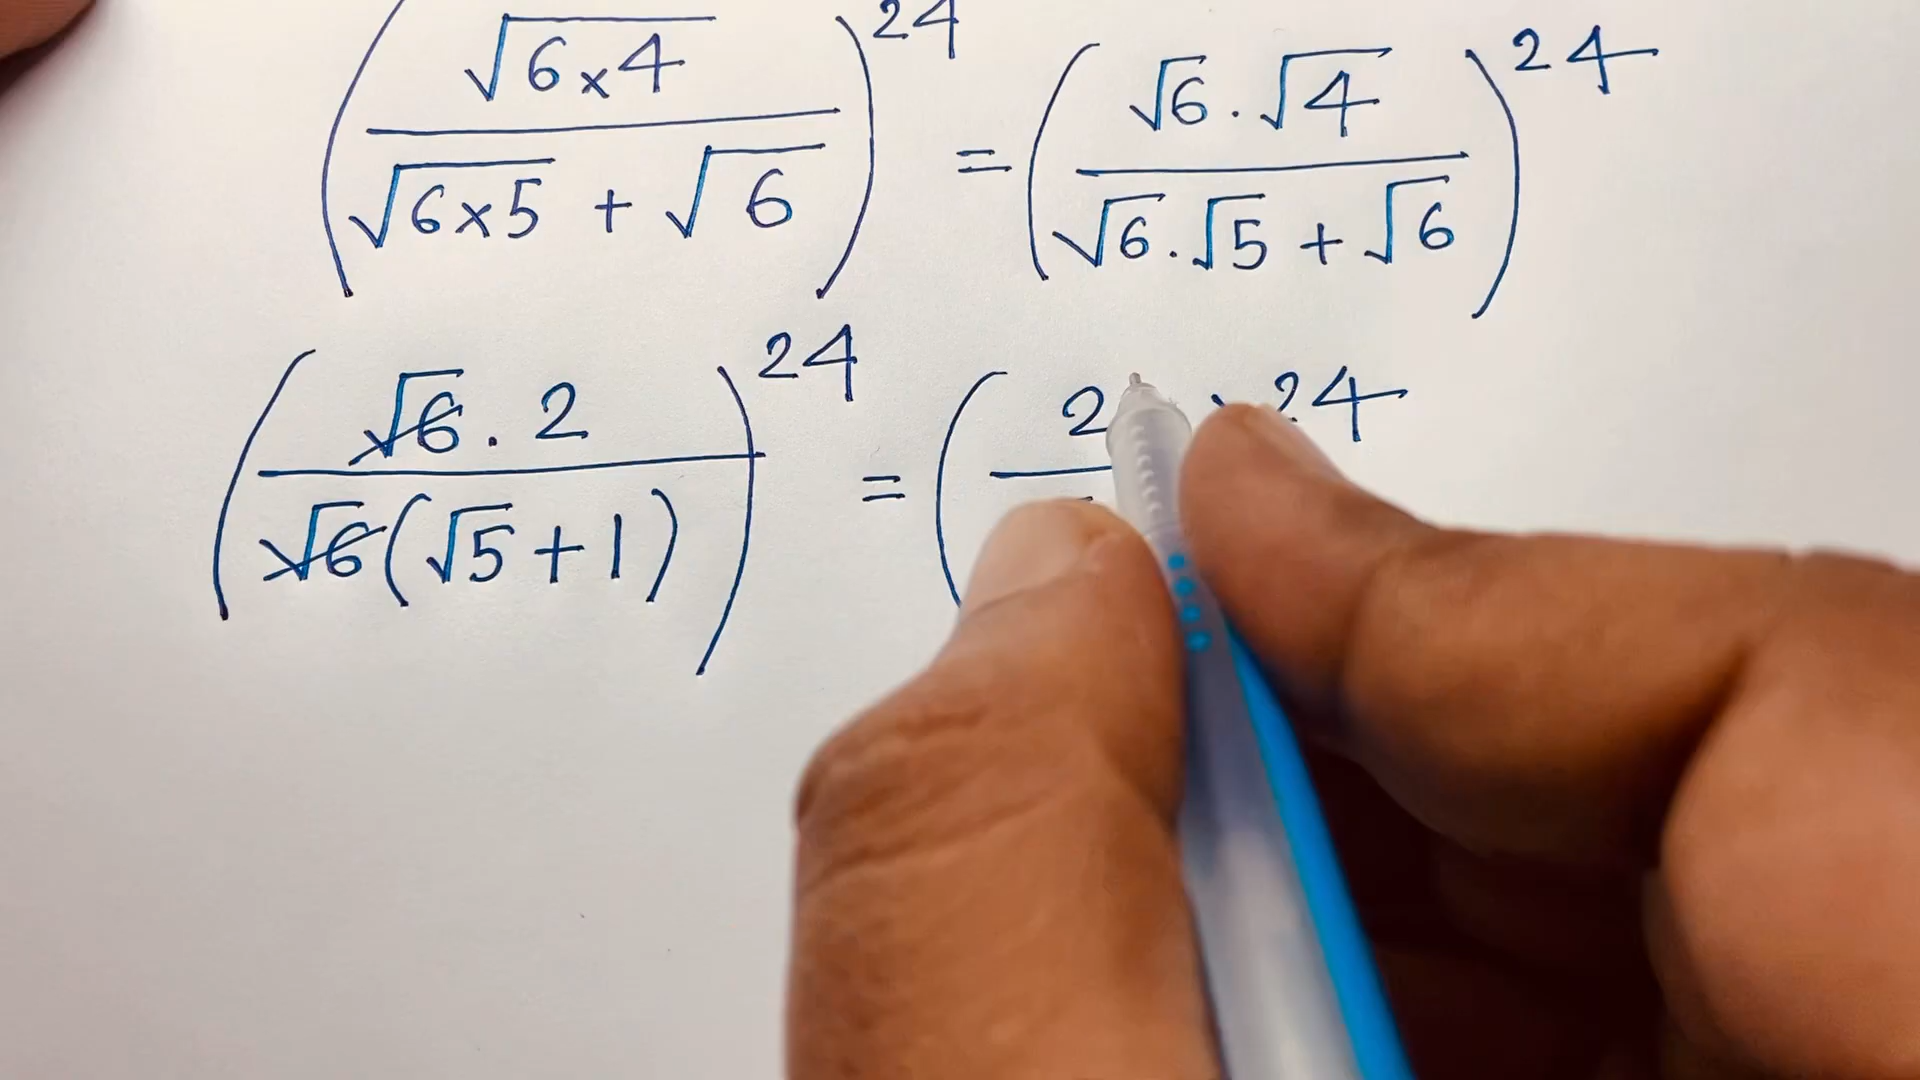 (√(6×4) / (√(6×5) + √6))^24 = (√6 . √4 / (√6 . √5 + √6))^24
(√6 . 2 / (√6 (√5 + 1)))^24 = (2 24